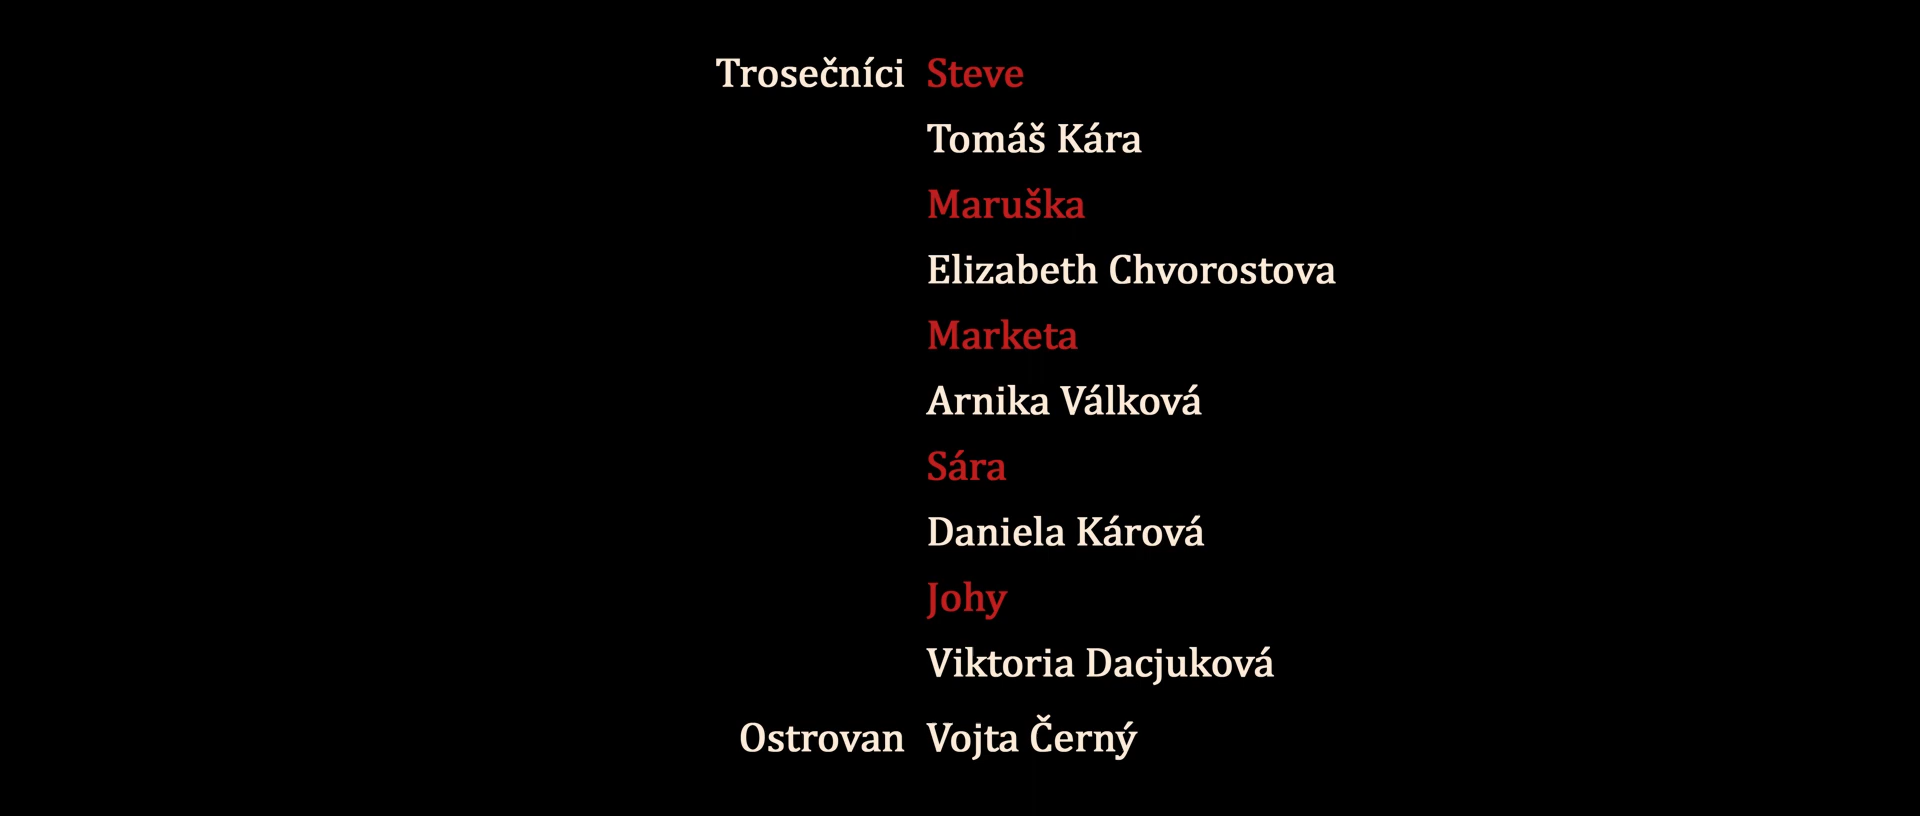 Trosečníci Steve
Tomáš Kára
Maruška
Elizabeth Chvorostova
Marketa
Arnika Válková
Sára
Daniela Kárová
Johy
Viktoria Dacjuková
Ostrovan Vojta Černý